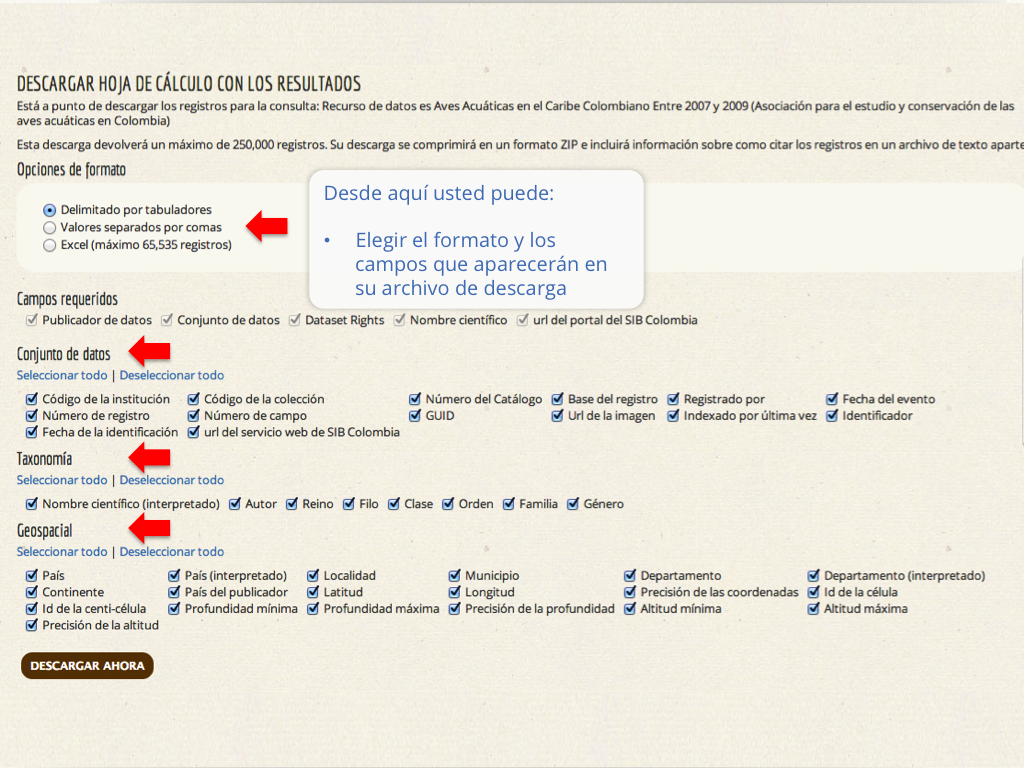 DESCARGAR HOJA DE CÁLCULO CON LOS RESULTADOS
Está a punto de descargar los registros para la consulta: Recurso de datos es Aves Acuáticas en el Caribe Colombiano Entre 2007 y 2009 (Asociación para el estudio y conservación de las
aves acuáticas en Colombia)
Esta descarga devolverá un máximo de 250,000 registros. Su descarga se comprimirá en un formato ZIP e incluirá información sobre como citar los registros en un archivo de texto aparte
Opciones de formato
Desde aquí usted puede:
• Elegir el formato y los
campos que aparecerán en
su archivo de descarga
Delimitado por tabuladores
Valores separados por comas
Excel (máximo 65,535 registros)
Campos requeridos
Publicador de datos Conjunto de datos Dataset Rights Nombre científico url del portal del SIB Colombia
Conjunto de datos
Seleccionar todo | Deseleccionar todo
Código de la institución Código de la colección Número del Catálogo Base del registro Registrado por Fecha del evento
Número de registro Número de campo GUID Url de la imagen Indexado por última vez Identificador
Fecha de la identificación url del servicio web de SIB Colombia
Taxonomía
Seleccionar todo | Deseleccionar todo
Nombre científico (interpretado) Autor Reino Filo Clase Orden Familia Género
Geospacial
Seleccionar todo | Deseleccionar todo
País País (interpretado) Localidad Municipio Departamento Departamento (interpretado)
Continente País del publicador Latitud Longitud Precisión de las coordenadas Id de la célula
Id de la centi-célula Profundidad mínima Profundidad máxima Precisión de la profundidad Altitud mínima Altitud máxima
Precisión de la altitud
DESCARGAR AHORA